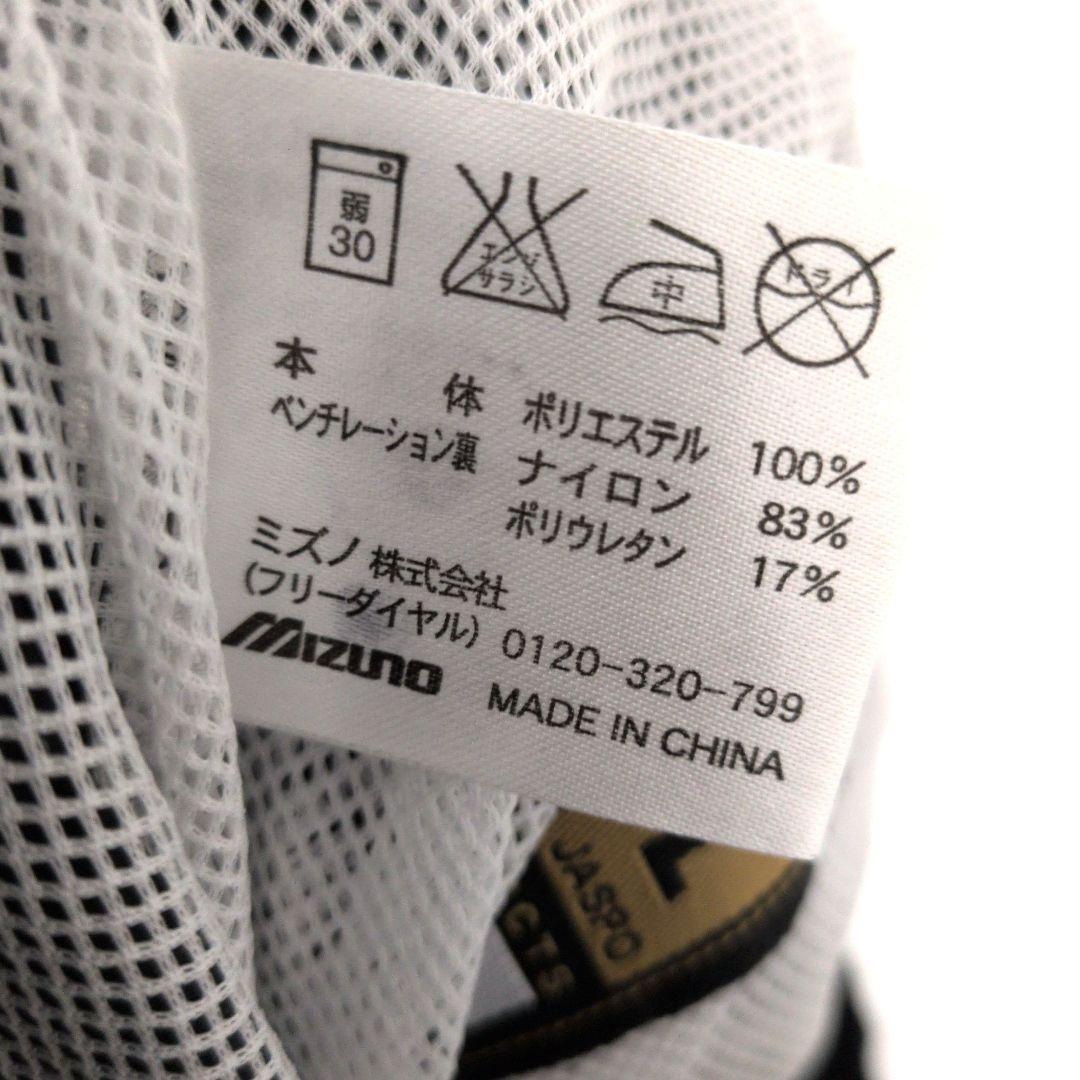 弱
30
エンソ
サラシ
中
ドライ
本 体 ポリエステル 100%
ベンチレーション裏 ナイロン 83%
ポリウレタン 17%
ミズノ 株式会社
(フリーダイヤル) 0120-320-799
MIZUNO MADE IN CHINA
L
JASPO
GTS